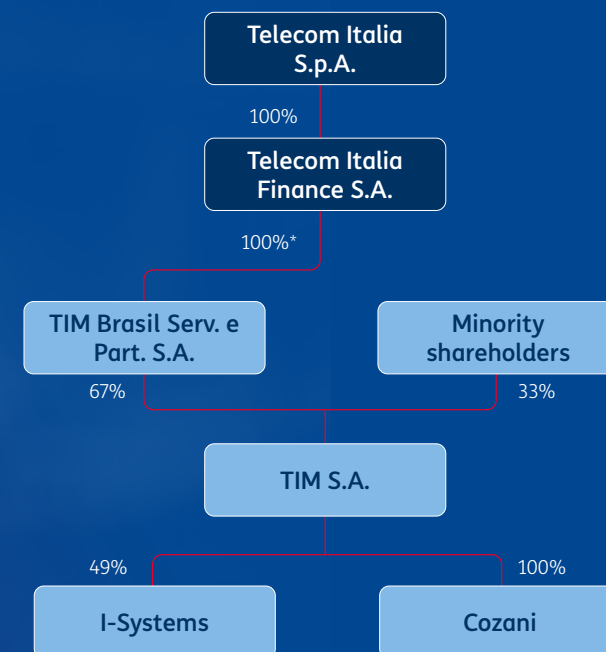 Telecom Italia
S.p.A.
100%
Telecom Italia
Finance S.A.
100%*
TIM Brasil Serv. e
Part. S.A.
Minority
shareholders
67%
33%
TIM S.A.
49%
100%
I-Systems
Cozani